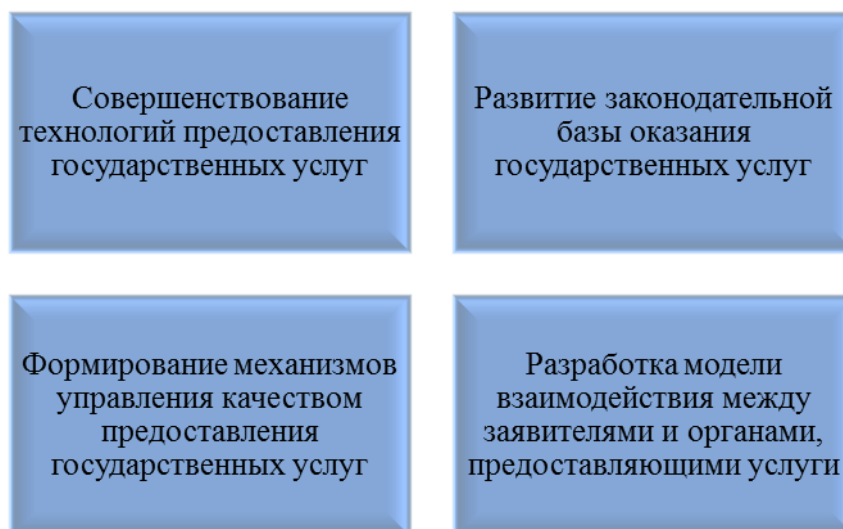 Совершенствование
технологий предоставления
государственных услуг
Развитие законодательной
базы оказания
государственных услуг
Формирование механизмов
управления качеством
предоставления
государственных услуг
Разработка модели
взаимодействия между
заявителями и органами,
предоставляющими услуги